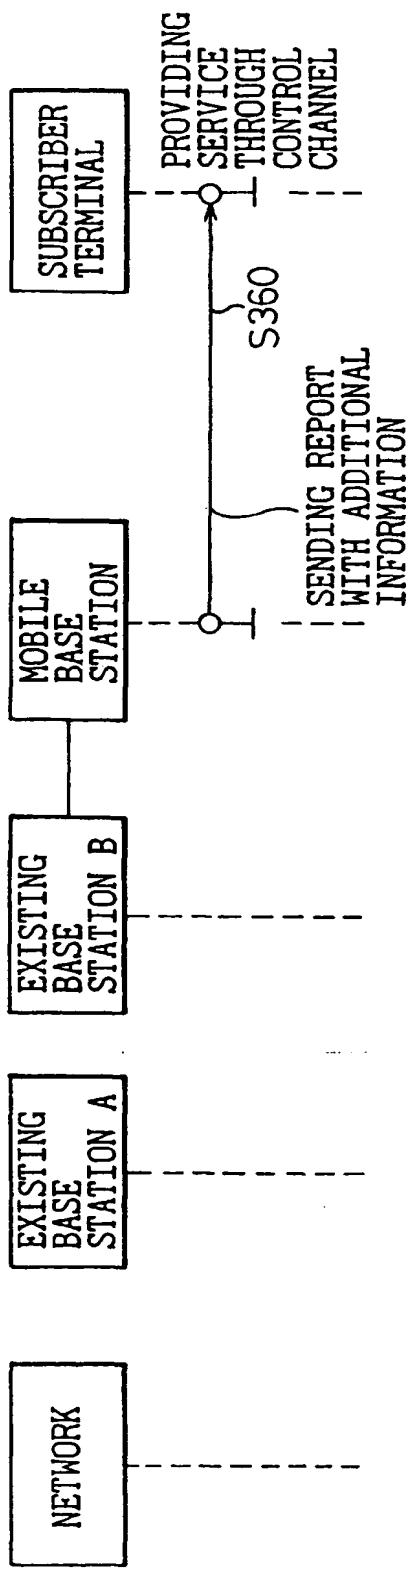 NETWORK
EXISTING
BASE
STATION A
EXISTING
BASE
STATION B
MOBILE
BASE
STATION
SUBSCRIBER
TERMINAL
PROVIDING
SERVICE
THROUGH
CONTROL
CHANNEL
S360
SENDING REPORT
WITH ADDITIONAL
INFORMATION